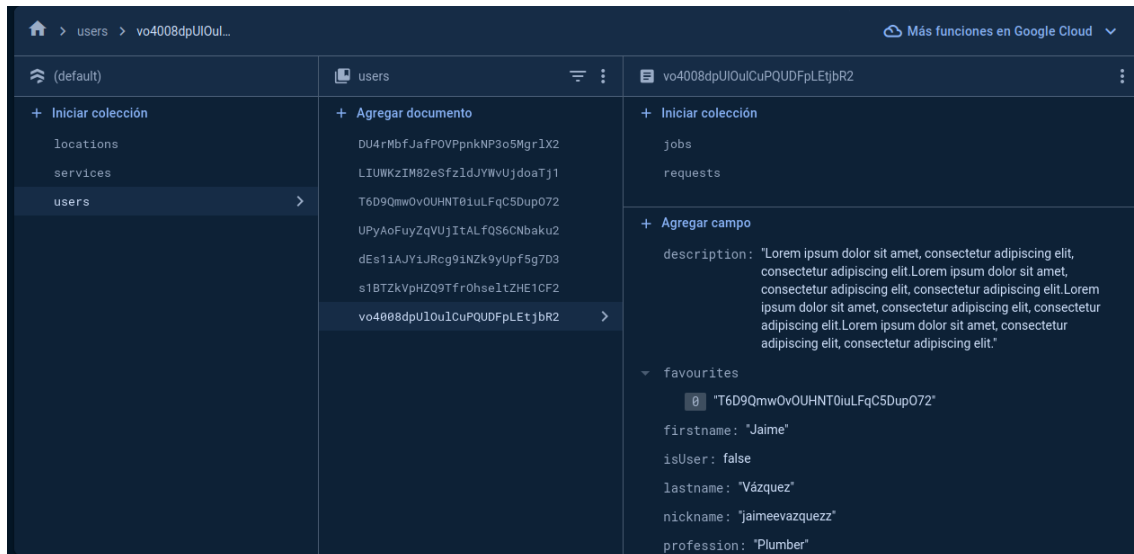 users > vo4008dpUIOul...
Más funciones en Google Cloud
(default)
users
vo4008dpUIOulCuPQUDFpLEtjbR2
+ Iniciar colección
+ Agregar documento
+ Iniciar colección
locations
DU4rMbfJafPOVPpnkNP3o5MgrlX2
jobs
services
LIUWKzIM82eSfzldJYWvUjdoaTj1
requests
users
T6D9QmwOvOUHNT0iuLFqC5DupO72
UPyAoFuyZqVUjItALfQS6CNbaku2
+ Agregar campo
dEs1iAJYiJRcg9iNZk9yUpf5g7D3
s1BTZkVpHZQ9TfrOhseltZHE1CF2
vo4008dpUlOulCuPQUDFpLEtjbR2
description: "Lorem ipsum dolor sit amet, consectetur adipiscing elit,
consectetur adipiscing elit.Lorem ipsum dolor sit amet,
consectetur adipiscing elit, consectetur adipiscing elit.Lorem
ipsum dolor sit amet, consectetur adipiscing elit, consectetur
adipiscing elit.Lorem ipsum dolor sit amet, consectetur
adipiscing elit, consectetur adipiscing elit."
favourites
0 "T6D9QmwOvOUHNT0iuLFqC5DupO72"
firstname: "Jaime"
isUser: false
lastname: "Vázquez"
nickname: "jaimeevazquezz"
profession: "Plumber"